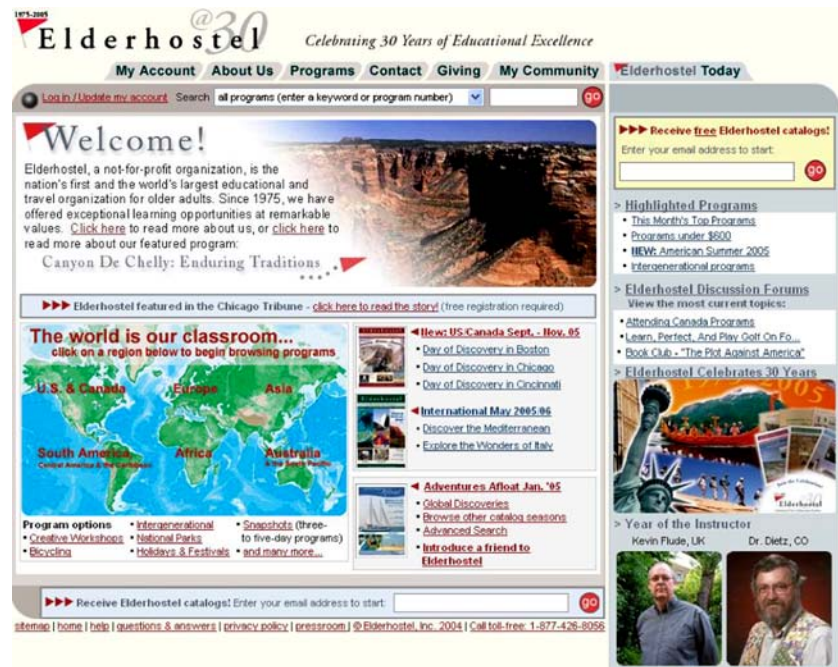 1975-2005
@30
Elderhostel
Celebrating 30 Years of Educational Excellence
My Account About Us Programs Contact Giving My Community
Elderhostel Today
Log in / Update my account Search all programs (enter a keyword or program number) go
Welcome!
Elderhostel, a not-for-profit organization, is the
nation's first and the world's largest educational and
travel organization for older adults. Since 1975, we have
offered exceptional learning opportunities at remarkable
values. Click here to read more about us, or click here to
read more about our featured program:
Canyon De Chelly: Enduring Traditions
Elderhostel featured in the Chicago Tribune - click here to read the story! (free registration required)
The world is our classroom...
click on a region below to begin browsing programs
U.S. & Canada Europe Asia
South America, Africa Australia
Central America & the Caribbean & the South Pacific
Program options
• Creative Workshops
• Bicycling
• Intergenerational
• National Parks
• Holidays & Festivals
• Snapshots (three-
to five-day programs)
• and many more...
New: US/Canada Sept. - Nov. 05
• Day of Discovery in Boston
• Day of Discovery in Chicago
• Day of Discovery in Cincinnati
International May 2005/06
• Discover the Mediterranean
• Explore the Wonders of Italy
Adventures Afloat Jan. '05
• Global Discoveries
• Browse other catalog seasons
• Advanced Search
• Introduce a friend to
Elderhostel
Receive Elderhostel catalogs! Enter your email address to start: go
sitemap | home | help | questions & answers | privacy policy | pressroom | © Elderhostel, Inc. 2004 | Call toll-free: 1-877-426-8056
Receive free Elderhostel catalogs!
Enter your email address to start:
go
> Highlighted Programs
• This Month's Top Programs
• Programs under $600
• NEW: American Summer 2005
• Intergenerational programs
> Elderhostel Discussion Forums
View the most current topics:
• Attending Canada Programs
• Learn, Perfect, And Play Golf On Fo...
• Book Club - "The Plot Against America"
> Elderhostel Celebrates 30 Years
1975-2005
Join the Celebration!
Elderhostel
> Year of the Instructor
Kevin Flude, UK Dr. Dietz, CO